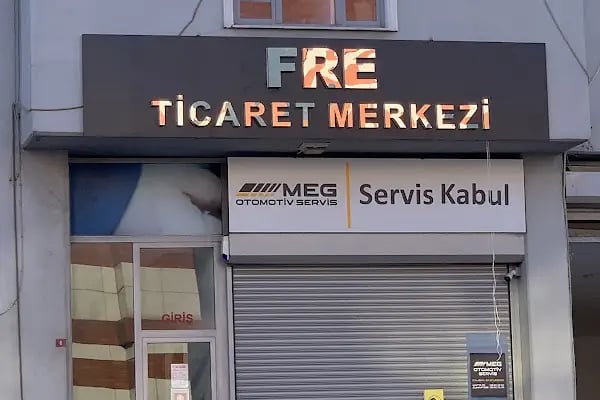 FRE
TİCARET MERKEZİ
MEG
OTOMOTİV SERVİS
Servis Kabul
GİRİŞ
MEG
OTOMOTİV
SERVİS